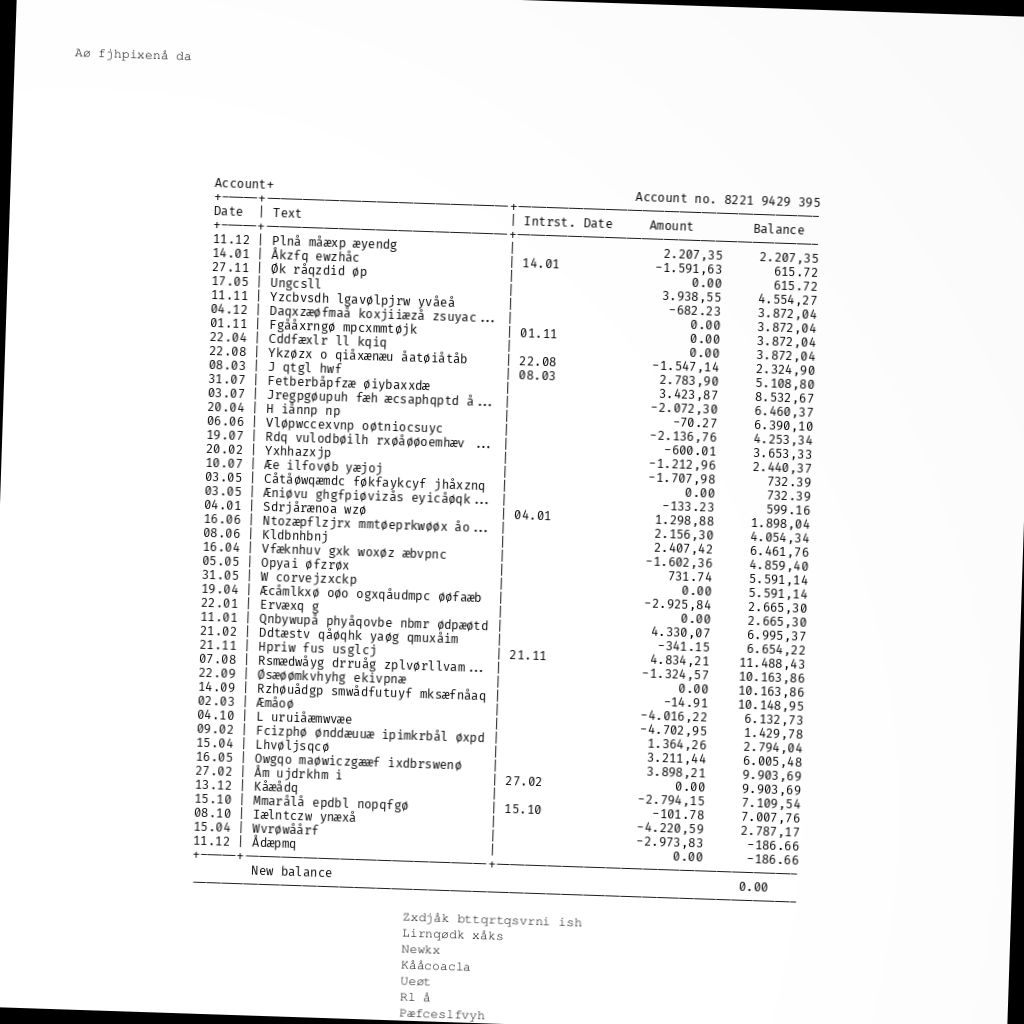 Aø fjhpixenå da
Account+ Account no. 8221 9429 395
Date | Text | Intrst. Date Amount Balance
11.12 | Plnå måæxp æyendg | 2.207,35 2.207,35
14.01 | Åkzfq ewzhåc | 14.01 -1.591,63 615.72
27.11 | Øk råqzdid øp | 0.00 615.72
17.05 | Ungcsll | 3.938,55 4.554,27
11.11 | Yzcbvsdh lgavølpjrw yvåeå | -682.23 3.872,04
04.12 | Daqxzæøfmaå koxjiiæzå zsuyac... | 0.00 3.872,04
01.11 | Fgååxrngø mpcxmmtøjk | 01.11 0.00 3.872,04
22.04 | Cddfæxlr ll kqiq | 0.00 3.872,04
22.08 | Ykzøzx o qiåxænæu åatøiåtåb | 22.08 -1.547,14 2.324,90
08.03 | J qtgl hwf | 08.03 2.783,90 5.108,80
31.07 | Fetberbåpfzæ øiybaxxdæ | 3.423,87 8.532,67
03.07 | Jregpgøupuh fæh æcsaphqptd å... | -2.072,30 6.460,37
20.04 | H iånnp np | -70.27 6.390,10
06.06 | Vløpwccexvnp oøtniocsuyc | -2.136,76 4.253,34
19.07 | Rdq vulodbøilh rxøåøøoemhæv ... | -600.01 3.653,33
20.02 | Yxhhazxjp | -1.212,96 2.440,37
10.07 | Æe ilfovøb yæjoj | -1.707,98 732.39
03.05 | Cåtåøwqæmdc føkfaykcyf jhåxznq | 0.00 732.39
03.05 | Æniøvu ghgfpiøvizås eyicåøqk... | -133.23 599.16
04.01 | Sdrjårænoa wzø | 04.01 1.298,88 1.898,04
16.06 | Ntozæpflzjrx mmtøeprkwøøx åo... | 2.156,30 4.054,34
08.06 | Kldbnhbnj | 2.407,42 6.461,76
16.04 | Vfæknhuv gxk woxøz æbvpnc | -1.602,36 4.859,40
05.05 | Opyai øfzrøx | 731.74 5.591,14
31.05 | W corvejzxckp | 0.00 5.591,14
19.04 | Æcåmlkxø oøo ogxqåudmpc øøfaæb | -2.925,84 2.665,30
22.01 | Ervæxq g | 0.00 2.665,30
11.01 | Qnbywupå phyåqovbe nbmr ødpæøtd | 4.330,07 6.995,37
21.02 | Ddtæstv qåøqhk yaøg qmuxåim | -341.15 6.654,22
21.11 | Hpriw fus usglcj | 21.11 4.834,21 11.488,43
07.08 | Rsmædwåyg drruåg zplvørllvam... | -1.324,57 10.163,86
22.09 | Øsæøømkvhyhg ekivpnæ | 0.00 10.163,86
14.09 | Rzhøuådgp smwådfutuyf mksæfnåaq | -14.91 10.148,95
02.03 | Æmåoø | -4.016,22 6.132,73
04.10 | L uruiåæmwvæe | -4.702,95 1.429,78
09.02 | Fcizphø ønddæuuæ ipimkrbål øxpd | 1.364,26 2.794,04
15.04 | Lhvøljsqcø | 3.211,44 6.005,48
16.05 | Owgqo maøwiczgææf ixdbrswenø | 3.898,21 9.903,69
27.02 | Åm ujdrkhm i | 27.02 0.00 9.903,69
13.12 | Kåæådq | -2.794,15 7.109,54
15.10 | Mmarålå epdbl nopqfgø | 15.10 -101.78 7.007,76
08.10 | Iælntczw ynæxå | -4.220,59 2.787,17
15.04 | Wvrøwåårf | -2.973,83 -186.66
11.12 | Ådæpmq | 0.00 -186.66
New balance 0.00
Zxdjåk bttqrtqsvrni ish
Lirnqødk xåks
Newkx
Kååcoacla
Ueøt
Rl å
Pæfceslfvyh